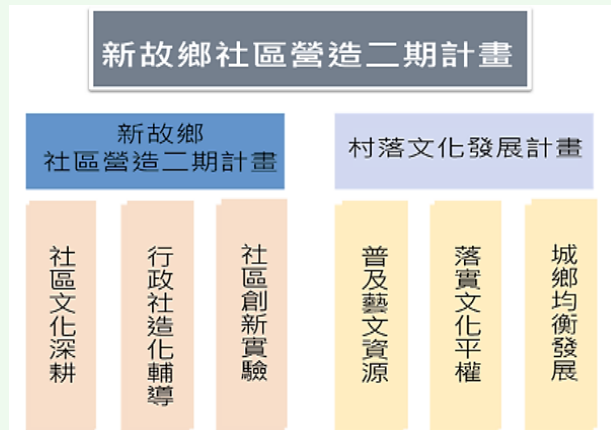 新故鄉社區營造二期計畫
新故鄉
社區營造二期計畫
村落文化發展計畫
社區文化深耕
行政社造化輔導
社區創新實驗
普及藝文資源
落實文化平權
城鄉均衡發展